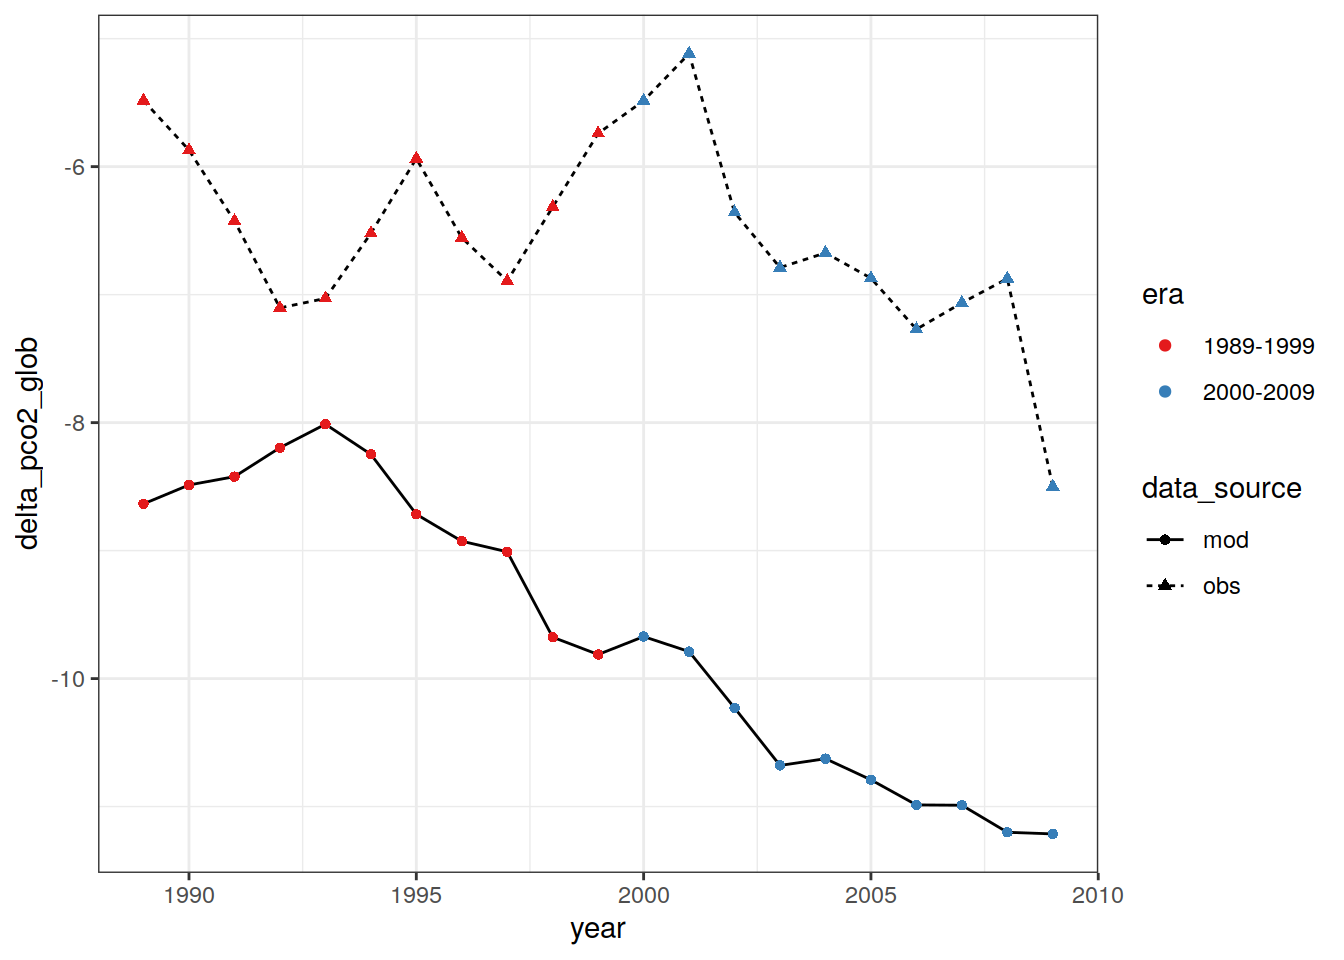 delta_pco2_glob
-6
-8
-10
1990
1995
2000
2005
2010
year
era
1989-1999
2000-2009
data_source
mod
obs